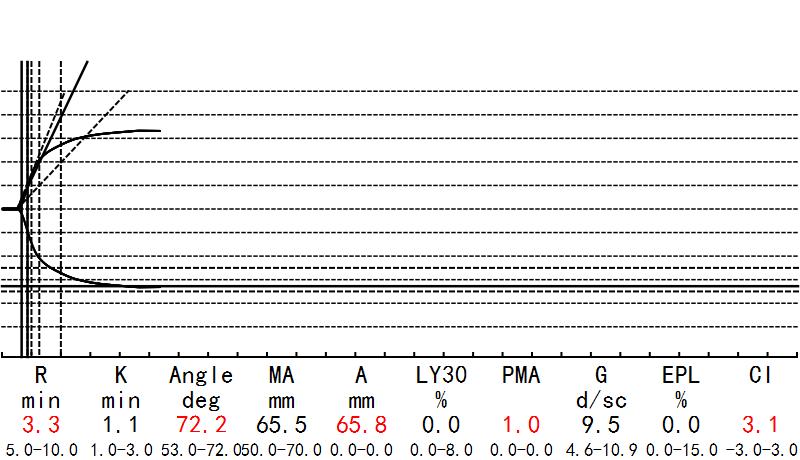 R K Angle MA A LY30 PMA G EPL CI
min min deg mm mm % d/sc %
3.3 1.1 72.2 65.5 65.8 0.0 1.0 9.5 0.0 3.1
5.0-10.0 1.0-3.0 53.0-72.0 50.0-70.0 0.0-0.0 0.0-8.0 0.0-0.0 4.6-10.9 0.0-15.0 -3.0-3.0